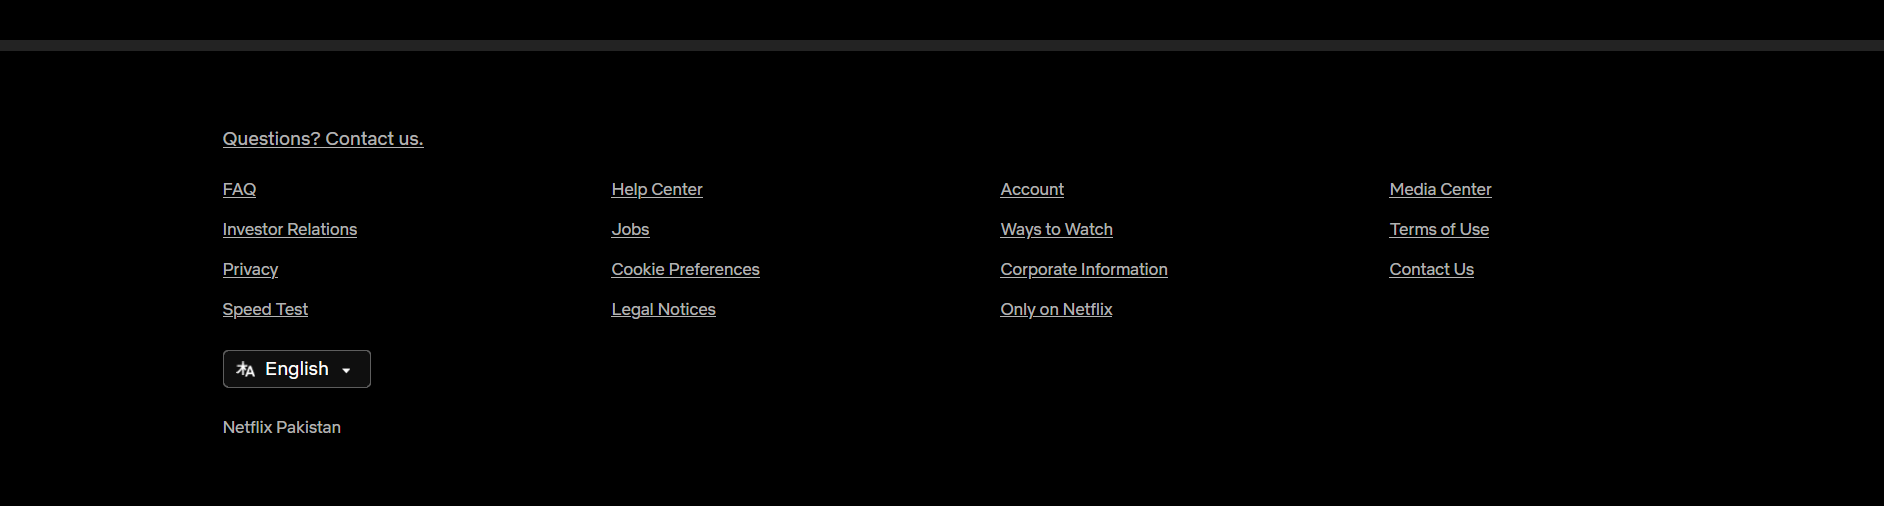 Questions? Contact us.
FAQ Help Center Account Media Center
Investor Relations Jobs Ways to Watch Terms of Use
Privacy Cookie Preferences Corporate Information Contact Us
Speed Test Legal Notices Only on Netflix
English
Netflix Pakistan